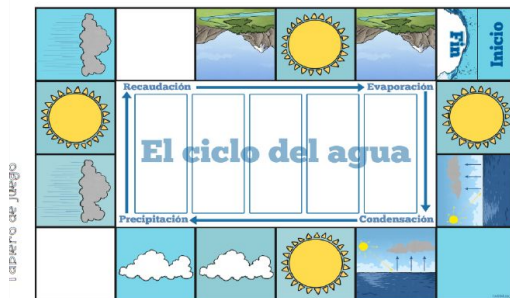 Fin
Inicio
Recaudación
Evaporación
El ciclo del agua
Precipitación
Condensación
Tablero de juego